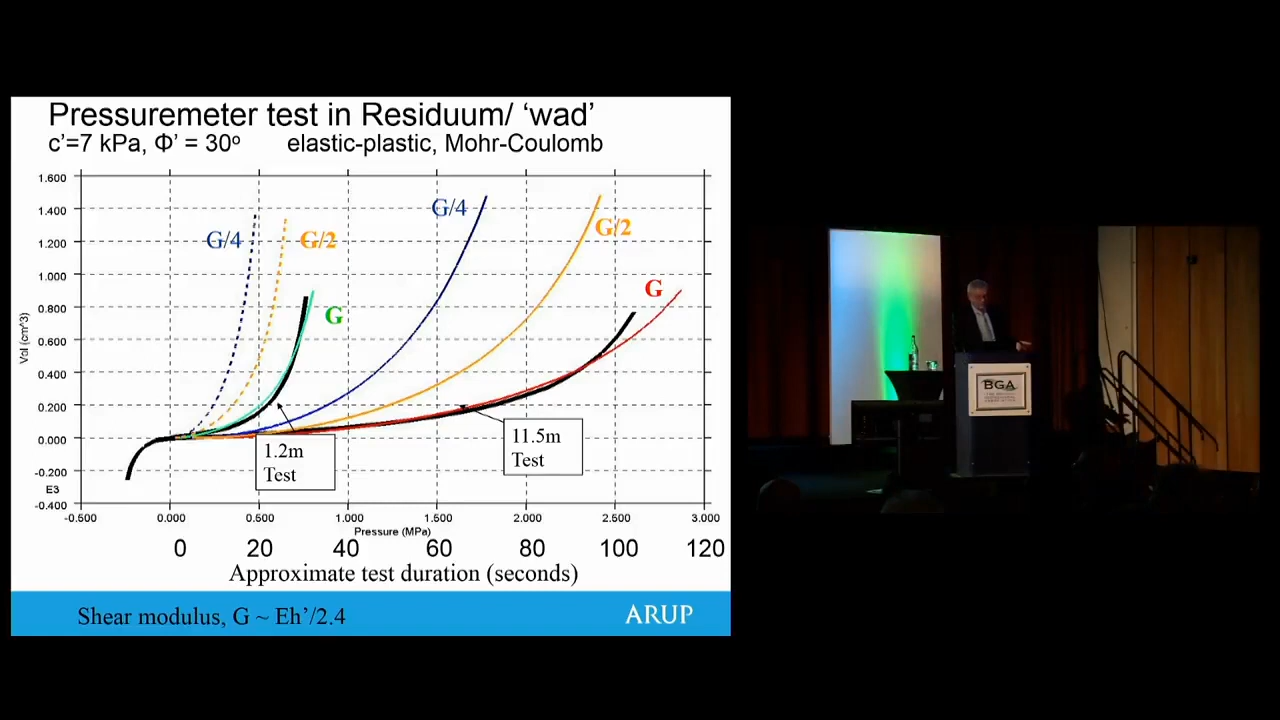 Pressuremeter test in Residuum/ ‘wad’
c’=7 kPa, Φ’ = 30º elastic-plastic, Mohr-Coulomb
1.600
1.400
1.200
1.000
0.800
0.600
0.400
0.200
0.000
-0.200
E3
-0.400
Vol (cm^3)
G/4
G/2
G
G/4
G/2
G
1.2m
Test
11.5m
Test
-0.500 0.000 0.500 1.000 1.500 2.000 2.500 3.000
Pressure (MPa)
0 20 40 60 80 100 120
Approximate test duration (seconds)
Shear modulus, G ~ Eh’/2.4
ARUP
BGA